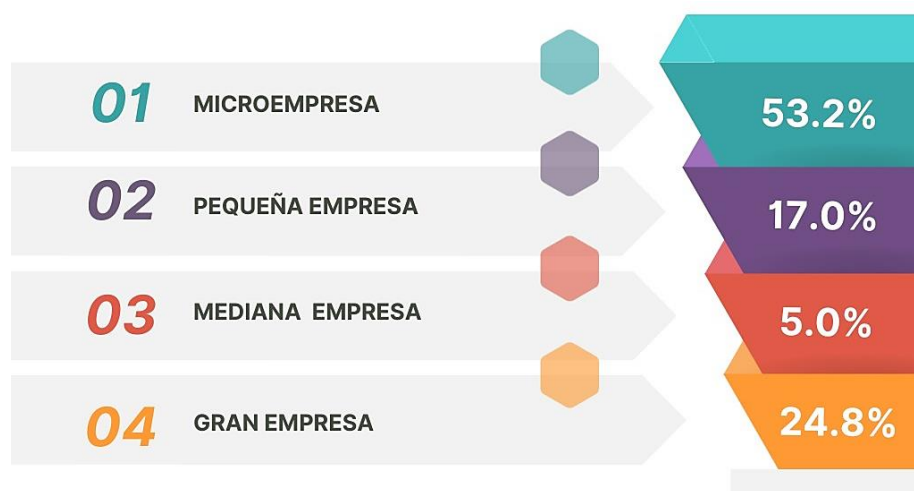 01 MICROEMPRESA 53.2%
02 PEQUEÑA EMPRESA 17.0%
03 MEDIANA EMPRESA 5.0%
04 GRAN EMPRESA 24.8%